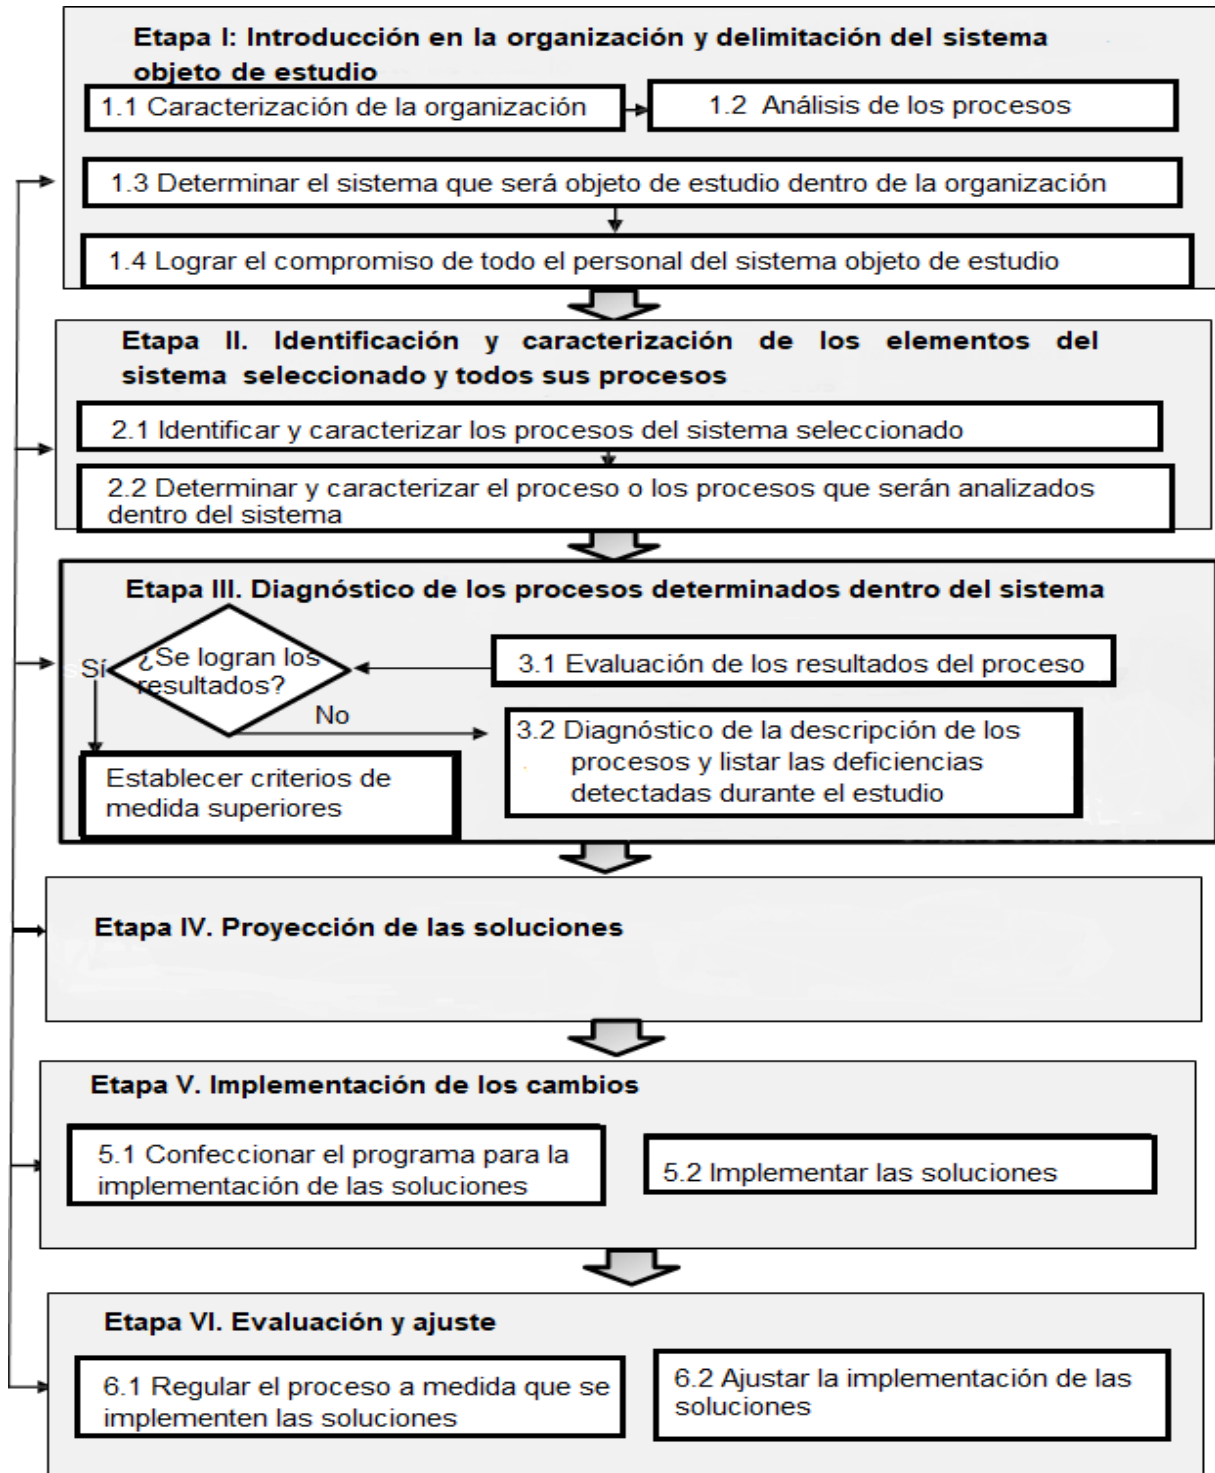 Etapa I: Introducción en la organización y delimitación del sistema
objeto de estudio
1.1 Caracterización de la organización
1.2 Análisis de los procesos
1.3 Determinar el sistema que será objeto de estudio dentro de la organización
1.4 Lograr el compromiso de todo el personal del sistema objeto de estudio
Etapa II. Identificación y caracterización de los elementos del
sistema seleccionado y todos sus procesos
2.1 Identificar y caracterizar los procesos del sistema seleccionado
2.2 Determinar y caracterizar el proceso o los procesos que serán analizados
dentro del sistema
Etapa III. Diagnóstico de los procesos determinados dentro del sistema
¿Se logran los
resultados?
Sí
3.1 Evaluación de los resultados del proceso
No
3.2 Diagnóstico de la descripción de los
procesos y listar las deficiencias
detectadas durante el estudio
Establecer criterios de
medida superiores
Etapa IV. Proyección de las soluciones
Etapa V. Implementación de los cambios
5.1 Confeccionar el programa para la
implementación de las soluciones
5.2 Implementar las soluciones
Etapa VI. Evaluación y ajuste
6.1 Regular el proceso a medida que se
implementen las soluciones
6.2 Ajustar la implementación de las
soluciones